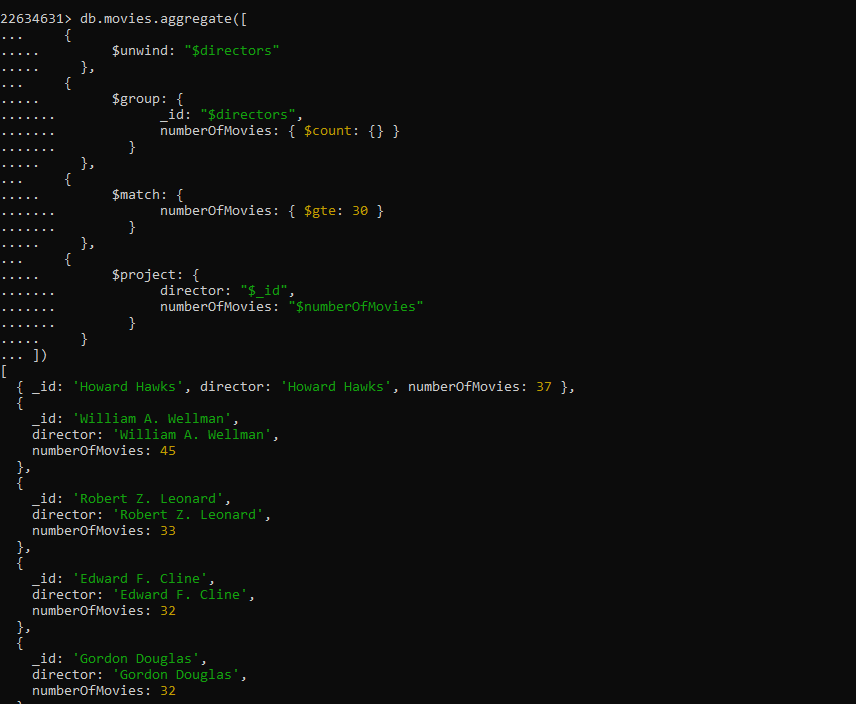 22634631> db.movies.aggregate([
...     {
.....         $unwind: "$directors"
.....     },
...     {
.....         $group: {
.......             _id: "$directors",
.......             numberOfMovies: { $count: {} }
.......         }
.....     },
...     {
.....         $match: {
.......             numberOfMovies: { $gte: 30 }
.......         }
.....     },
...     {
.....         $project: {
.......             director: "$_id",
.......             numberOfMovies: "$numberOfMovies"
.......         }
.....     }
... ])
[
  { _id: 'Howard Hawks', director: 'Howard Hawks', numberOfMovies: 37 },
  {
    _id: 'William A. Wellman',
    director: 'William A. Wellman',
    numberOfMovies: 45
  },
  {
    _id: 'Robert Z. Leonard',
    director: 'Robert Z. Leonard',
    numberOfMovies: 33
  },
  {
    _id: 'Edward F. Cline',
    director: 'Edward F. Cline',
    numberOfMovies: 32
  },
  {
    _id: 'Gordon Douglas',
    director: 'Gordon Douglas',
    numberOfMovies: 32